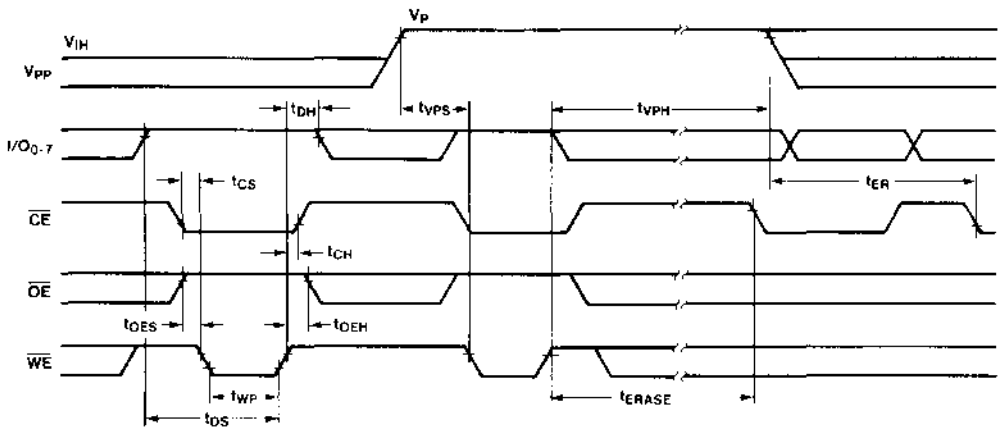 VP
VIH
VPP
tDH
tVPS
tVPH
I/O0-7
tCS
tER
CE
tCH
OE
tOES
tOEH
WE
tWP
tERASE
tDS